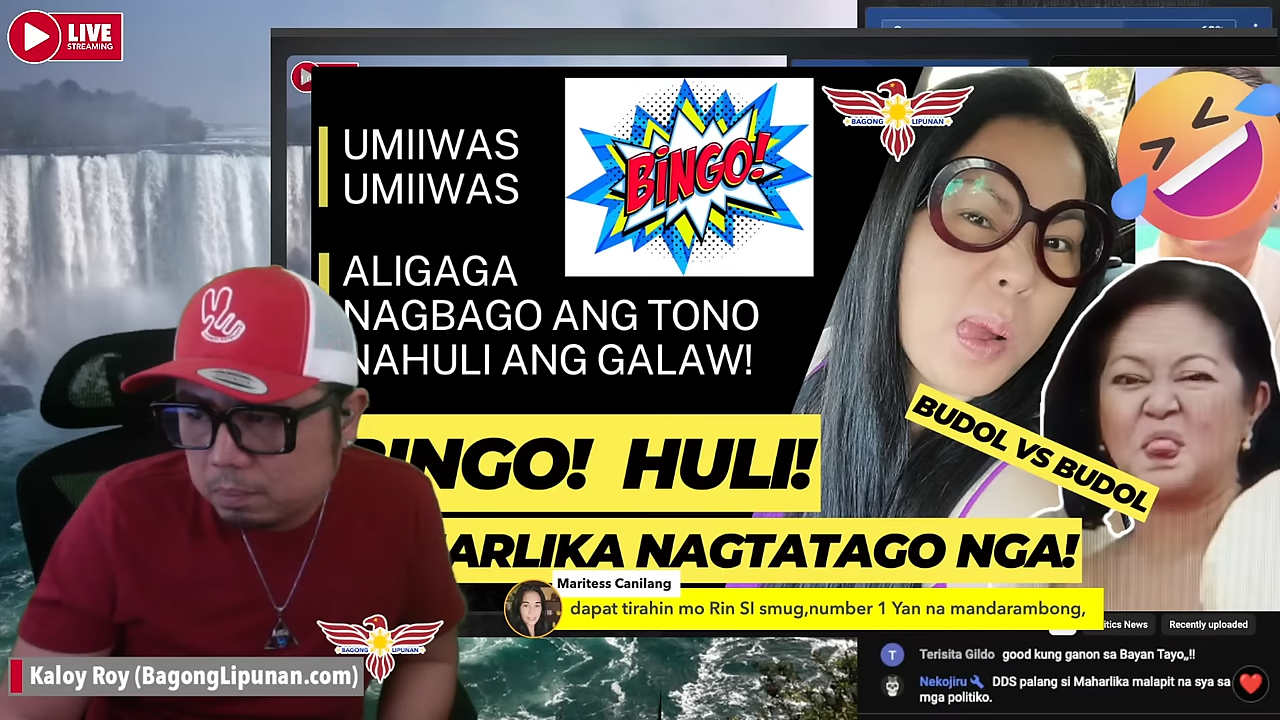 LIVE
STREAMING
UMIIWAS
UMIIWAS
BiNGO!
BAGONG LIPUNAN
ALIGAGA
NAGBAGO ANG TONO
NAHULI ANG GALAW!
BUDOL VS BUDOL
BINGO! HULI!
NAGTATAGO NGA!
Maritess Canilang
dapat tirahin mo Rin SI smug,number 1 Yan na mandarambong,
BAGONG LIPUNAN
Kaloy Roy (BagongLipunan.com)
News
Recently uploaded
T
Terisita Gildo good kung ganon sa Bayan Tayo,,!!
Nekojiru DDS palang si Maharlika malapit na sya sa
mga politiko.